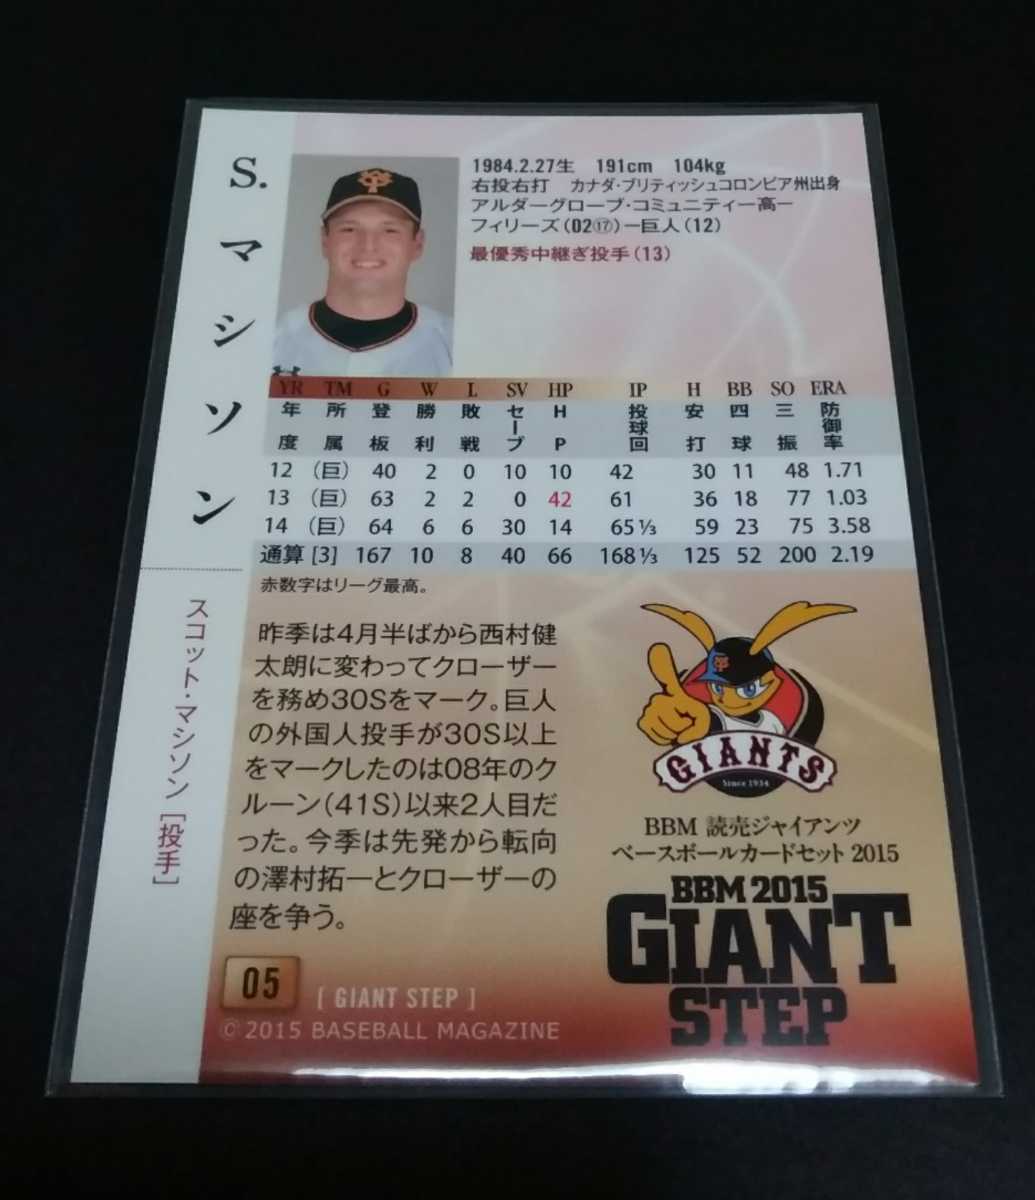 S. マシソン
スコット・マシソン [投手]
1984.2.27生 191cm 104kg
右投右打 カナダ・ブリティッシュコロンビア州出身
アルダーグローブ・コミュニティー高ー
フィリーズ(02⑰)ー巨人(12)
最優秀中継ぎ投手(13)
YR TM G W L SV HP IP H BB SO ERA
年度 所属 登板 勝利 敗戦 セーブ HP 投球回 安打 四球 三振 防御率
12 (巨) 40 2 0 10 10 42 30 11 48 1.71
13 (巨) 63 2 2 0 42 61 36 18 77 1.03
14 (巨) 64 6 6 30 14 65 ⅓ 59 23 75 3.58
通算 [3] 167 10 8 40 66 168 ⅓ 125 52 200 2.19
赤数字はリーグ最高。
昨季は4月半ばから西村健
太朗に変わってクローザー
を務め30Sをマーク。巨人
の外国人投手が30S以上
をマークしたのは08年のク
ルーン(41S)以来2人目だ
った。今季は先発から転向
の澤村拓一とクローザーの
座を争う。
GIANTS
Since 1934
BBM 読売ジャイアンツ
ベースボールカードセット 2015
BBM 2015
GIANT
STEP
05
[ GIANT STEP ]
© 2015 BASEBALL MAGAZINE